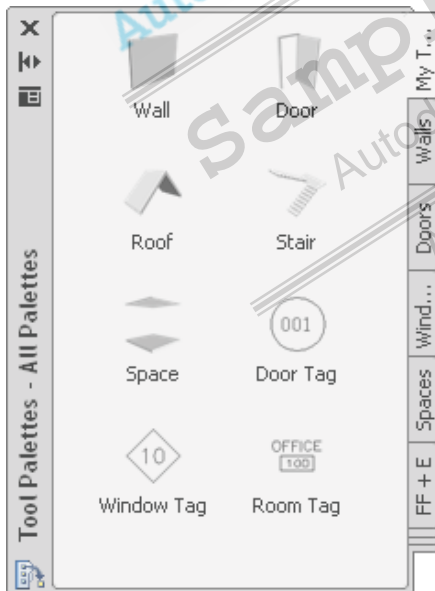 Wall
Door
Roof
Stair
001
Space
Door Tag
10
OFFICE
100
Window Tag
Room Tag
Tool Palettes - All Palettes
My T...
Walls
Doors
Wind...
Spaces
FF + E